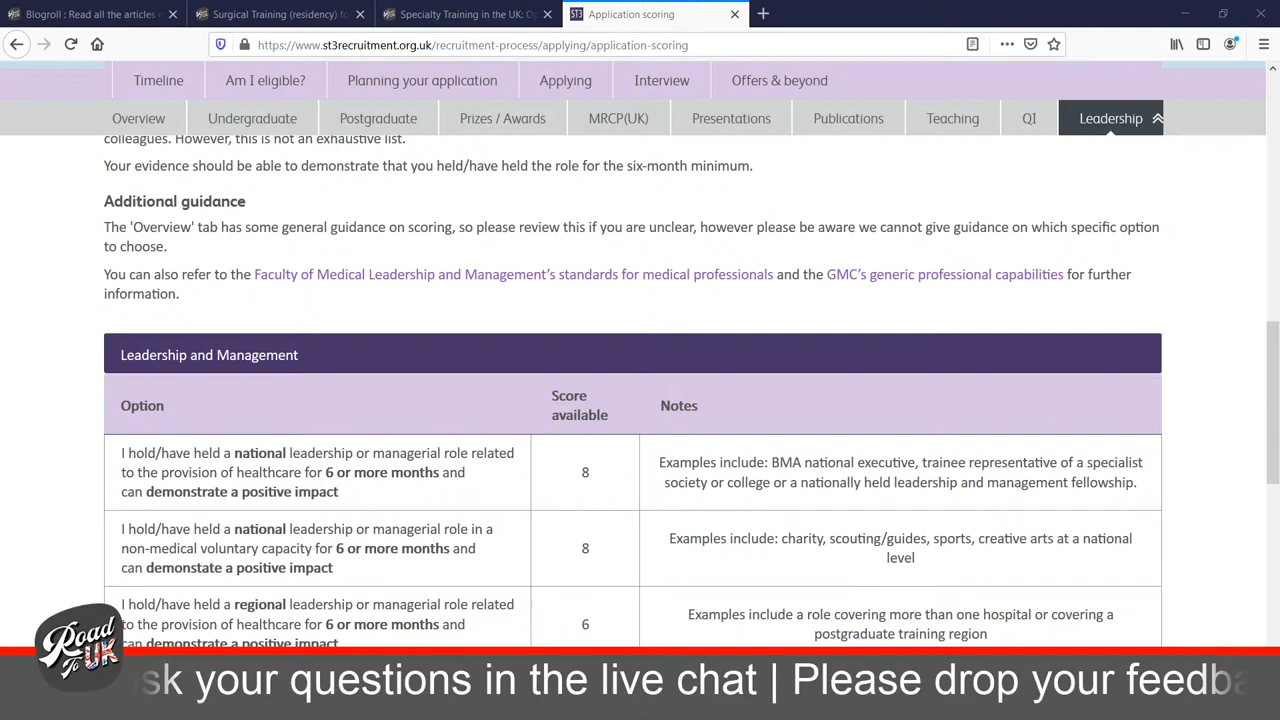 Blogroll : Read all the articles
Surgical Training (residency) fo
Specialty Training in the UK: O
ST3
Application scoring
https://www.st3recruitment.org.uk/recruitment-process/applying/application-scoring
Timeline
Am I eligible?
Planning your application
Applying
Interview
Offers & beyond
Overview
Undergraduate
Postgraduate
Prizes / Awards
MRCP(UK)
Presentations
Publications
Teaching
QI
Leadership
colleagues. However, this is not an exhaustive list.
Your evidence should be able to demonstrate that you held/have held the role for the six-month minimum.
Additional guidance
The 'Overview' tab has some general guidance on scoring, so please review this if you are unclear, however please be aware we cannot give guidance on which specific option
to choose.
You can also refer to the Faculty of Medical Leadership and Management's standards for medical professionals and the GMC's generic professional capabilities for further
information.
Leadership and Management
Option
Score
available
Notes
I hold/have held a national leadership or managerial role related
to the provision of healthcare for 6 or more months and
can demonstrate a positive impact
8
Examples include: BMA national executive, trainee representative of a specialist
society or college or a nationally held leadership and management fellowship.
I hold/have held a national leadership or managerial role in a
non-medical voluntary capacity for 6 or more months and
can demonstate a positive impact
8
Examples include: charity, scouting/guides, sports, creative arts at a national
level
I hold/have held a regional leadership or managerial role related
to the provision of healthcare for 6 or more months and
can demonstrate a positive impact
6
Examples include a role covering more than one hospital or covering a
postgraduate training region
Road
To UK
ask your questions in the live chat | Please drop your feedba